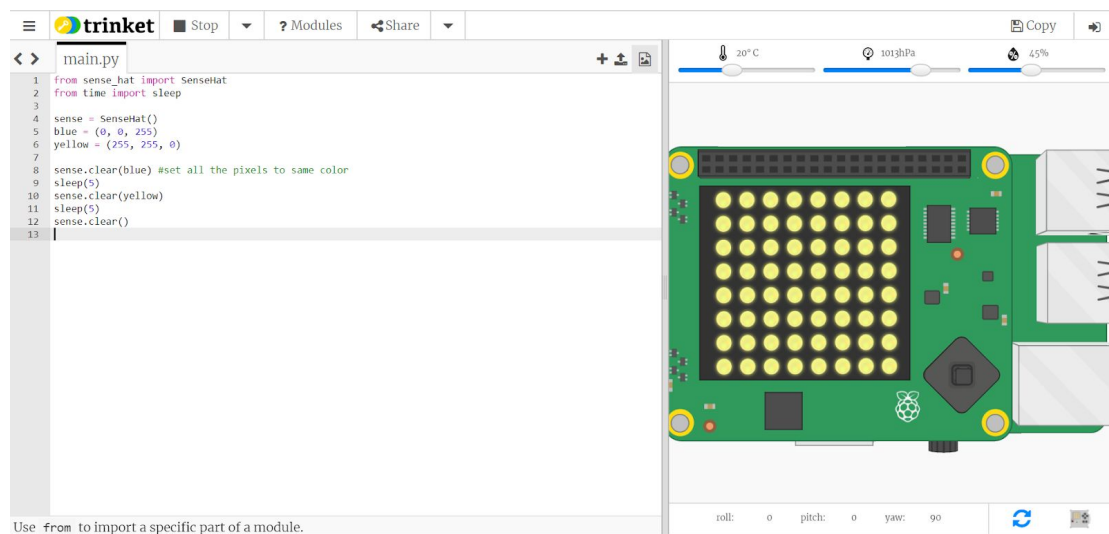 trinket Stop ? Modules Share Copy
main.py
20° C 1013hPa 45%
1 from sense_hat import SenseHat
2 from time import sleep
3
4 sense = SenseHat()
5 blue = (0, 0, 255)
6 yellow = (255, 255, 0)
7
8 sense.clear(blue) #set all the pixels to same color
9 sleep(5)
10 sense.clear(yellow)
11 sleep(5)
12 sense.clear()
13
roll: 0 pitch: 0 yaw: 90
Use from to import a specific part of a module.